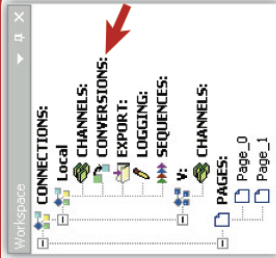 Workspace
CONNECTIONS:
Local
CHANNELS:
CONVERSIONS:
EXPORT:
LOGGING:
SEQUENCES:
V:
CHANNELS:
PAGES:
Page_0
Page_1